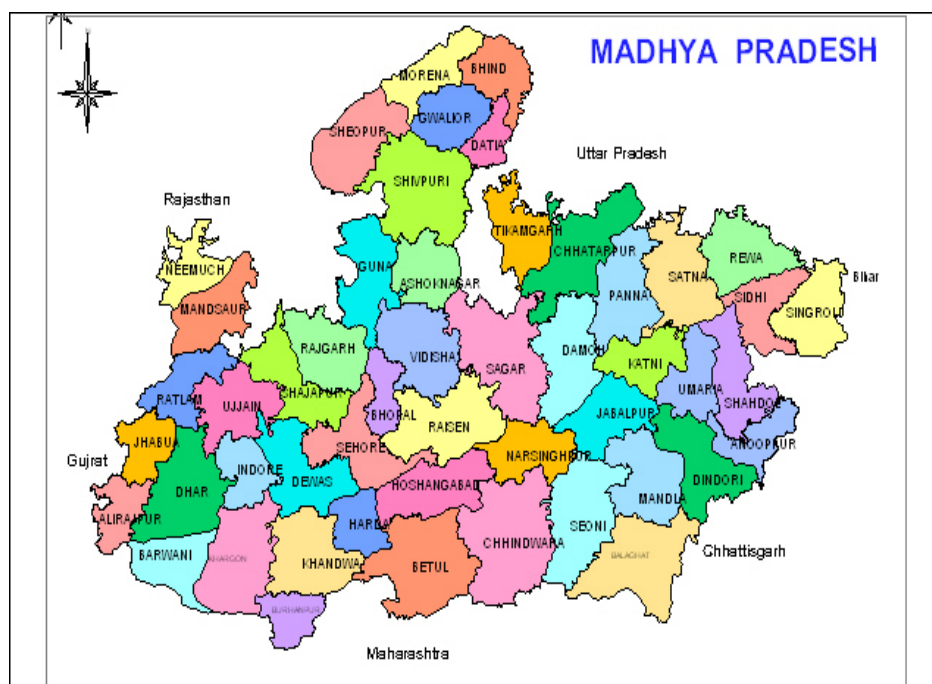 MADHYA PRADESH
MORENA
BHIND
GWALIOR
SHEOPUR
DATIA
Uttar Pradesh
SHIVPURI
Rajasthan
TIKAMGARH
CHHATARPUR
NEEMUCH
GUNA
ASHOKNAGAR
SATNA
REWA
Bihar
PANNA
SIDHI
SINGROLI
MANDSAUR
RAJGARH
VIDISHA
SAGAR
DAMOH
KATNI
RATLAM
UJJAIN
SHAJAPUR
BHOPAL
UMARIA
SHAHDOL
JABALPUR
JHABUA
RAISEN
ANOOPPUR
Gujrat
INDORE
SEHORE
NARSINGHPUR
DHAR
DEWAS
HOSHANGABAD
DINDORI
MANDLA
ALIRAJPUR
HARDA
SEONI
CHHINDWARA
BARWANI
KHARGON
KHANDWA
BETUL
BALAGHAT
Chhattisgarh
BURHANPUR
Maharashtra